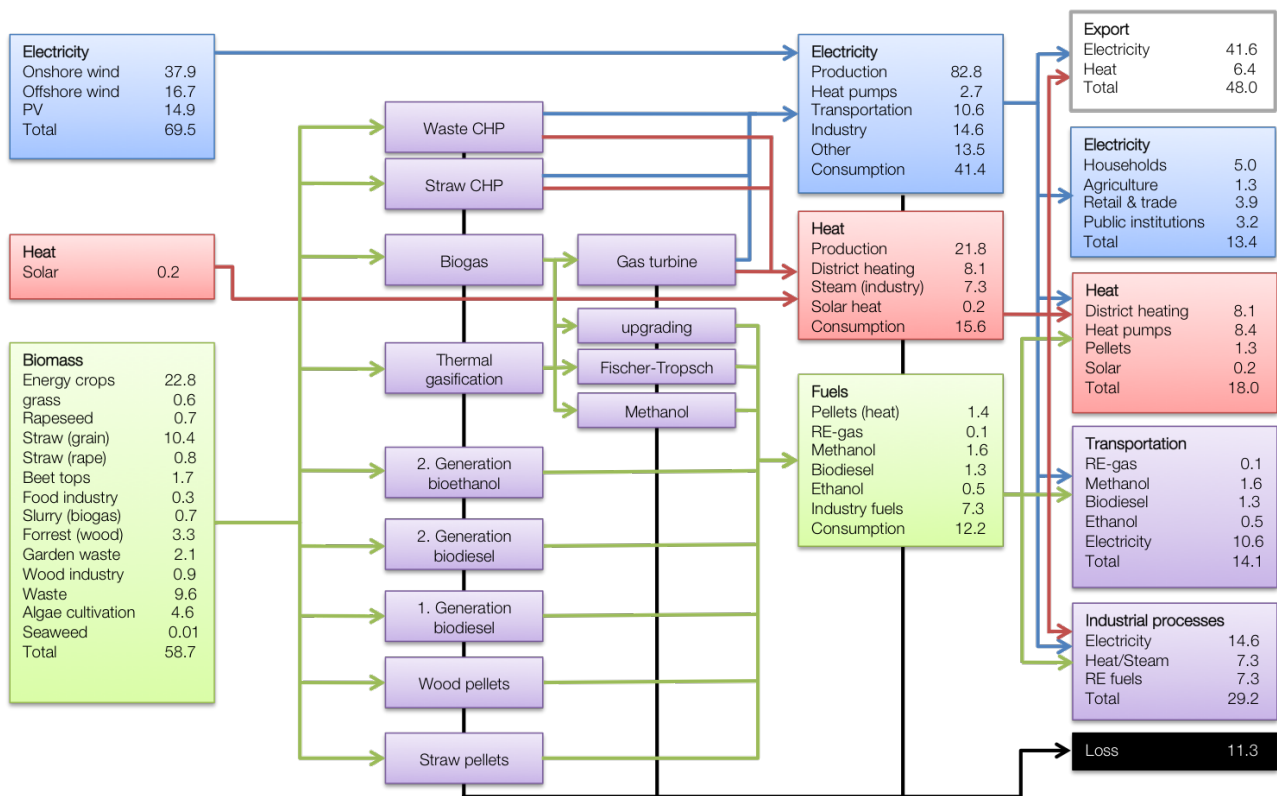 Electricity
Onshore wind 37.9
Offshore wind 16.7
PV 14.9
Total 69.5
Heat
Solar 0.2
Biomass
Energy crops 22.8
grass 0.6
Rapeseed 0.7
Straw (grain) 10.4
Straw (rape) 0.8
Beet tops 1.7
Food industry 0.3
Slurry (biogas) 0.7
Forrest (wood) 3.3
Garden waste 2.1
Wood industry 0.9
Waste 9.6
Algae cultivation 4.6
Seaweed 0.01
Total 58.7
Waste CHP
Straw CHP
Biogas
Thermal
gasification
2. Generation
bioethanol
2. Generation
biodiesel
1. Generation
biodiesel
Wood pellets
Straw pellets
Gas turbine
upgrading
Fischer-Tropsch
Methanol
Electricity
Production 82.8
Heat pumps 2.7
Transportation 10.6
Industry 14.6
Other 13.5
Consumption 41.4
Heat
Production 21.8
District heating 8.1
Steam (industry) 7.3
Solar heat 0.2
Consumption 15.6
Fuels
Pellets (heat) 1.4
RE-gas 0.1
Methanol 1.6
Biodiesel 1.3
Ethanol 0.5
Industry fuels 7.3
Consumption 12.2
Export
Electricity 41.6
Heat 6.4
Total 48.0
Electricity
Households 5.0
Agriculture 1.3
Retail & trade 3.9
Public institutions 3.2
Total 13.4
Heat
District heating 8.1
Heat pumps 8.4
Pellets 1.3
Solar 0.2
Total 18.0
Transportation
RE-gas 0.1
Methanol 1.6
Biodiesel 1.3
Ethanol 0.5
Electricity 10.6
Total 14.1
Industrial processes
Electricity 14.6
Heat/Steam 7.3
RE fuels 7.3
Total 29.2
Loss 11.3